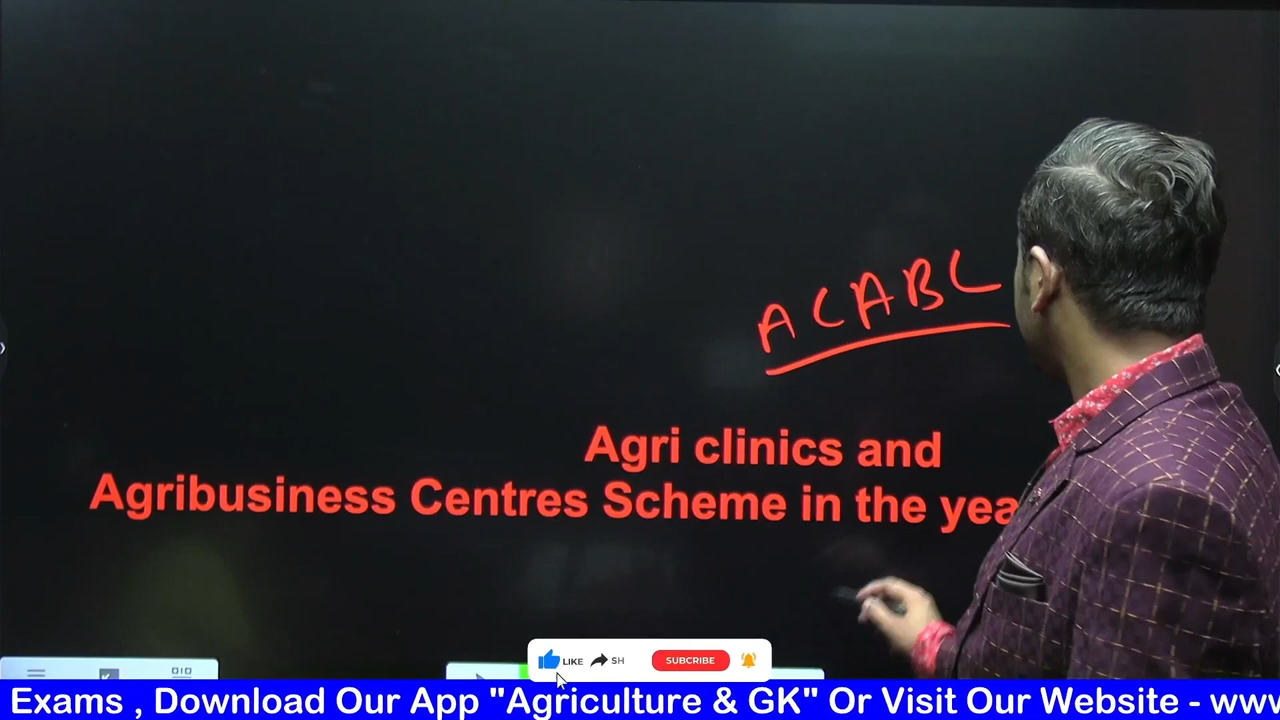 ACABC
Agri clinics and
Agribusiness Centres Scheme in the yea
LIKE SH SUBSCRIBE
Exams , Download Our App "Agriculture & GK" Or Visit Our Website - www